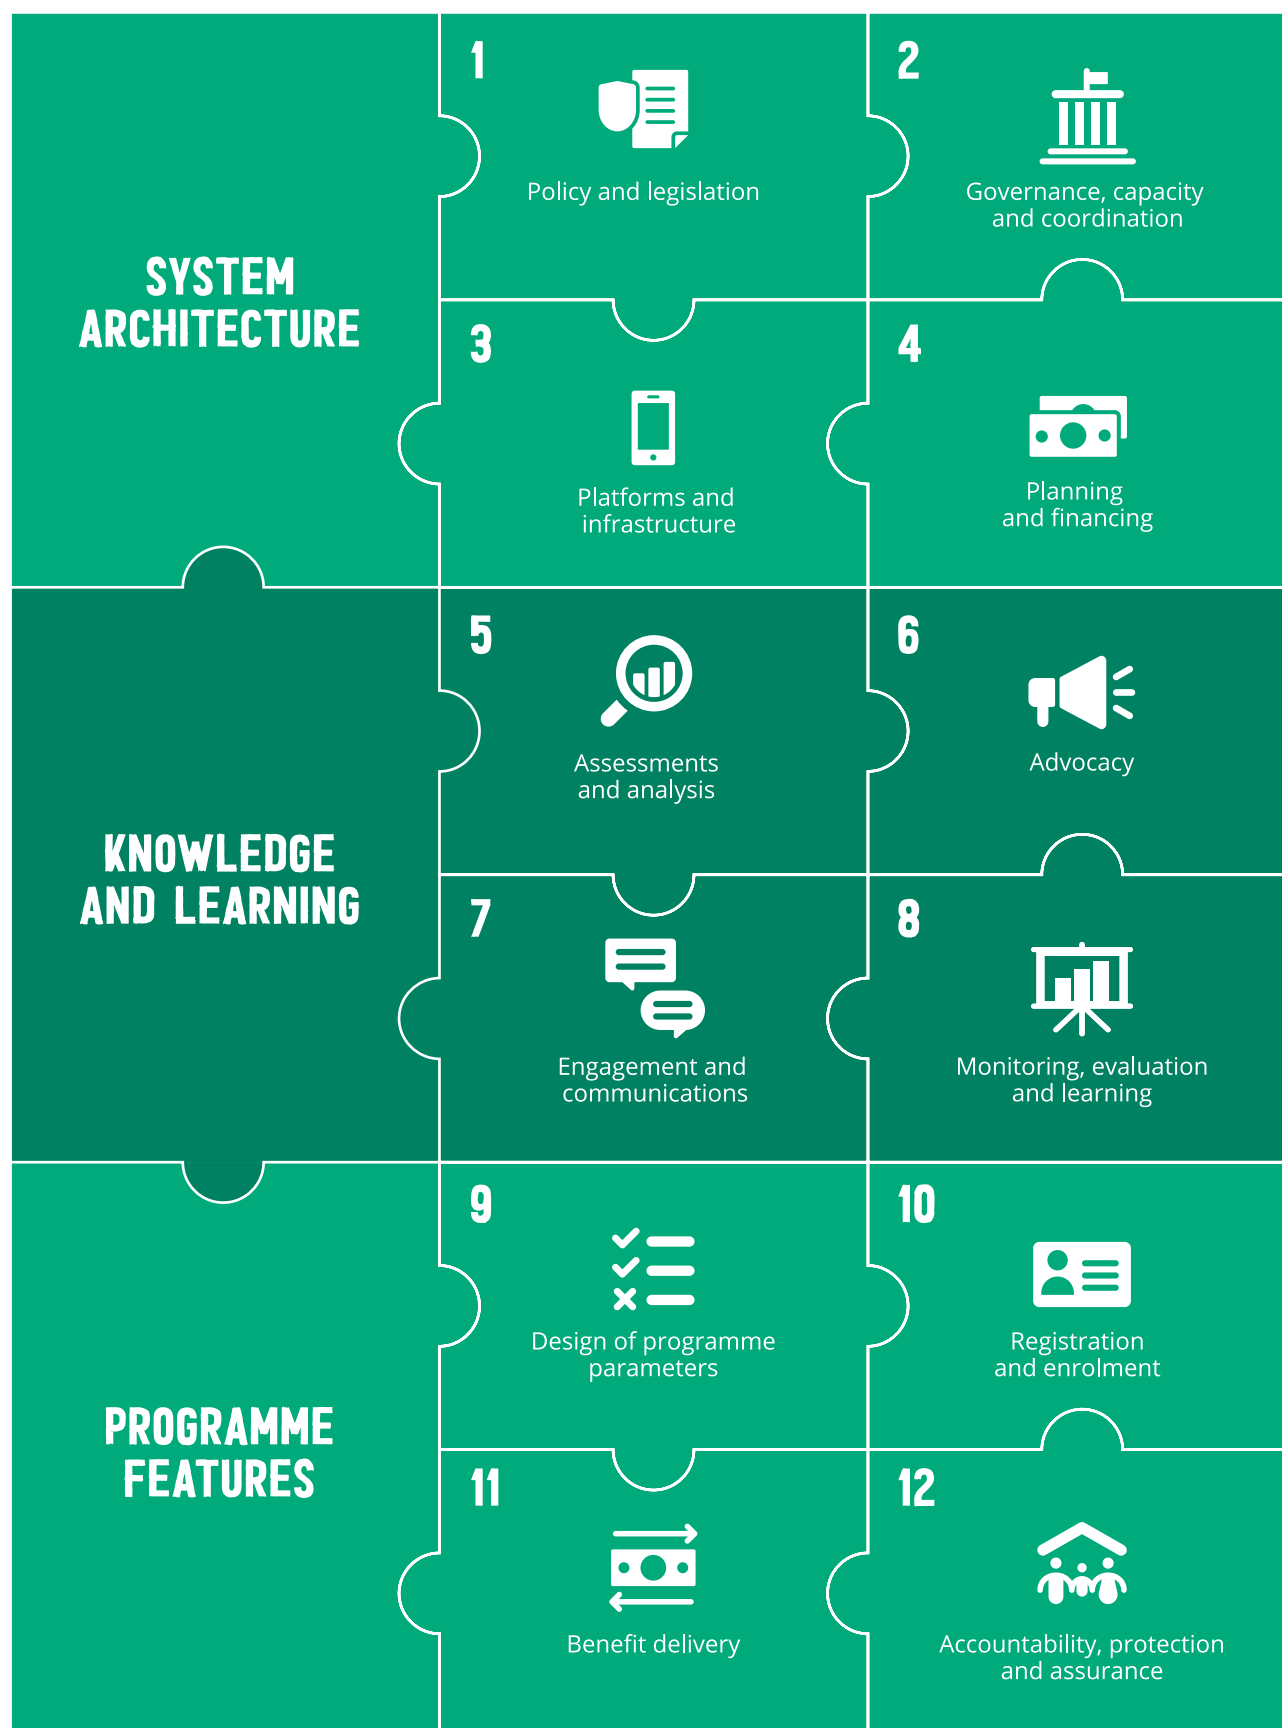 SYSTEM
ARCHITECTURE
1
Policy and legislation
2
Governance, capacity
and coordination
3
Platforms and
infrastructure
4
Planning
and financing
KNOWLEDGE
AND LEARNING
5
Assessments
and analysis
6
Advocacy
7
Engagement and
communications
8
Monitoring, evaluation
and learning
PROGRAMME
FEATURES
9
Design of programme
parameters
10
Registration
and enrolment
11
Benefit delivery
12
Accountability, protection
and assurance